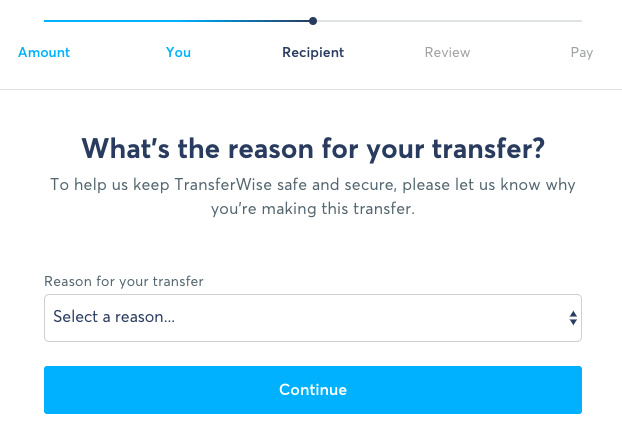 Amount You Recipient Review Pay
What's the reason for your transfer?
To help us keep TransferWise safe and secure, please let us know why
you're making this transfer.
Reason for your transfer
Select a reason...
Continue